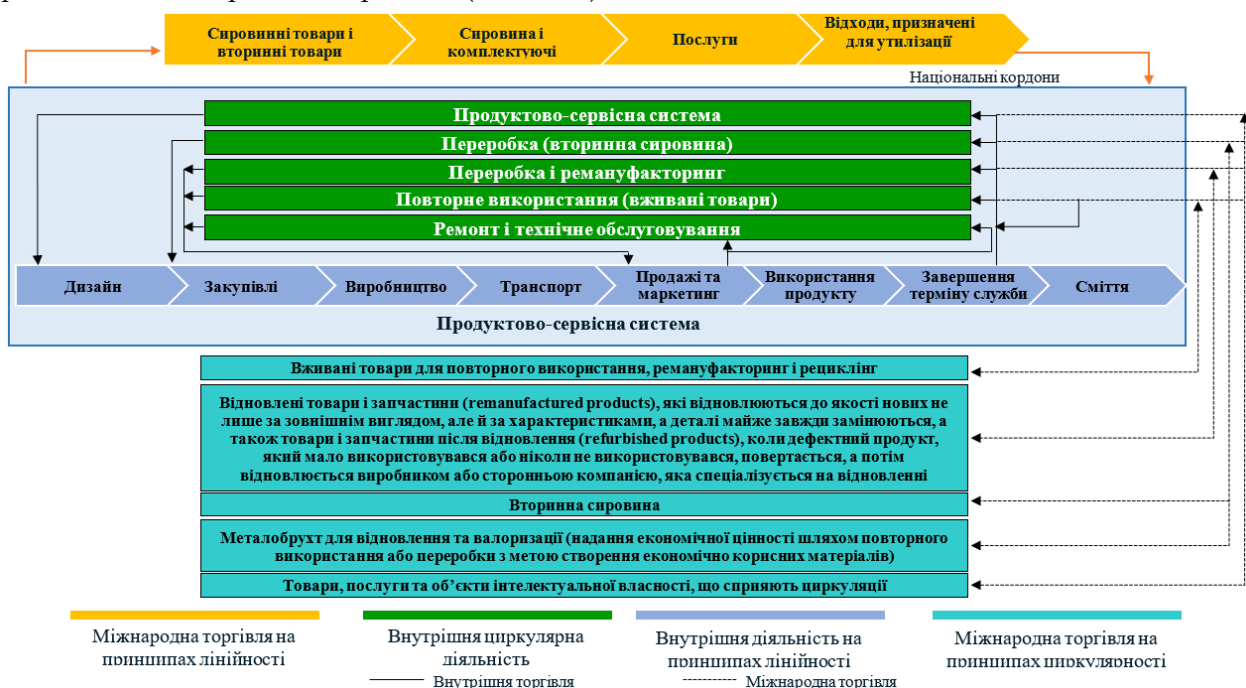 Сировинні товари і
вторинні товари
Сировина і
комплектуючі
Послуги
Відходи, призначені
для утилізації
Національні кордони
Продуктово-сервісна система
Переробка (вторинна сировина)
Переробка і ремануфакторинг
Повторне використання (вживані товари)
Ремонт і технічне обслуговування
Дизайн
Закупівлі
Виробництво
Транспорт
Продажі та
маркетинг
Використання
продукту
Завершення
терміну служби
Сміття
Продуктово-сервісна система
Вживані товари для повторного використання, ремануфакторинг і рециклінг
Відновлені товари і запчастини (remanufactured products), які відновлюються до якості нових не
лише за зовнішнім виглядом, але й за характеристиками, а деталі майже завжди замінюються, а
також товари і запчастини після відновлення (refurbished products), коли дефектний продукт,
який мало використовувався або ніколи не використовувався, повертається, а потім
відновлюється виробником або сторонньою компанією, яка спеціалізується на відновленні
Вторинна сировина
Металобрухт для відновлення та валоризації (надання економічної цінності шляхом повторного
використання або переробки з метою створення економічно корисних матеріалів)
Товари, послуги та об’єкти інтелектуальної власності, що сприяють циркуляції
Міжнародна торгівля на
принципах лінійності
Внутрішня циркулярна
діяльність
Внутрішня діяльність на
принципах лінійності
Міжнародна торгівля на
принципах циркулярності
Внутрішня торгівля
Міжнародна торгівля